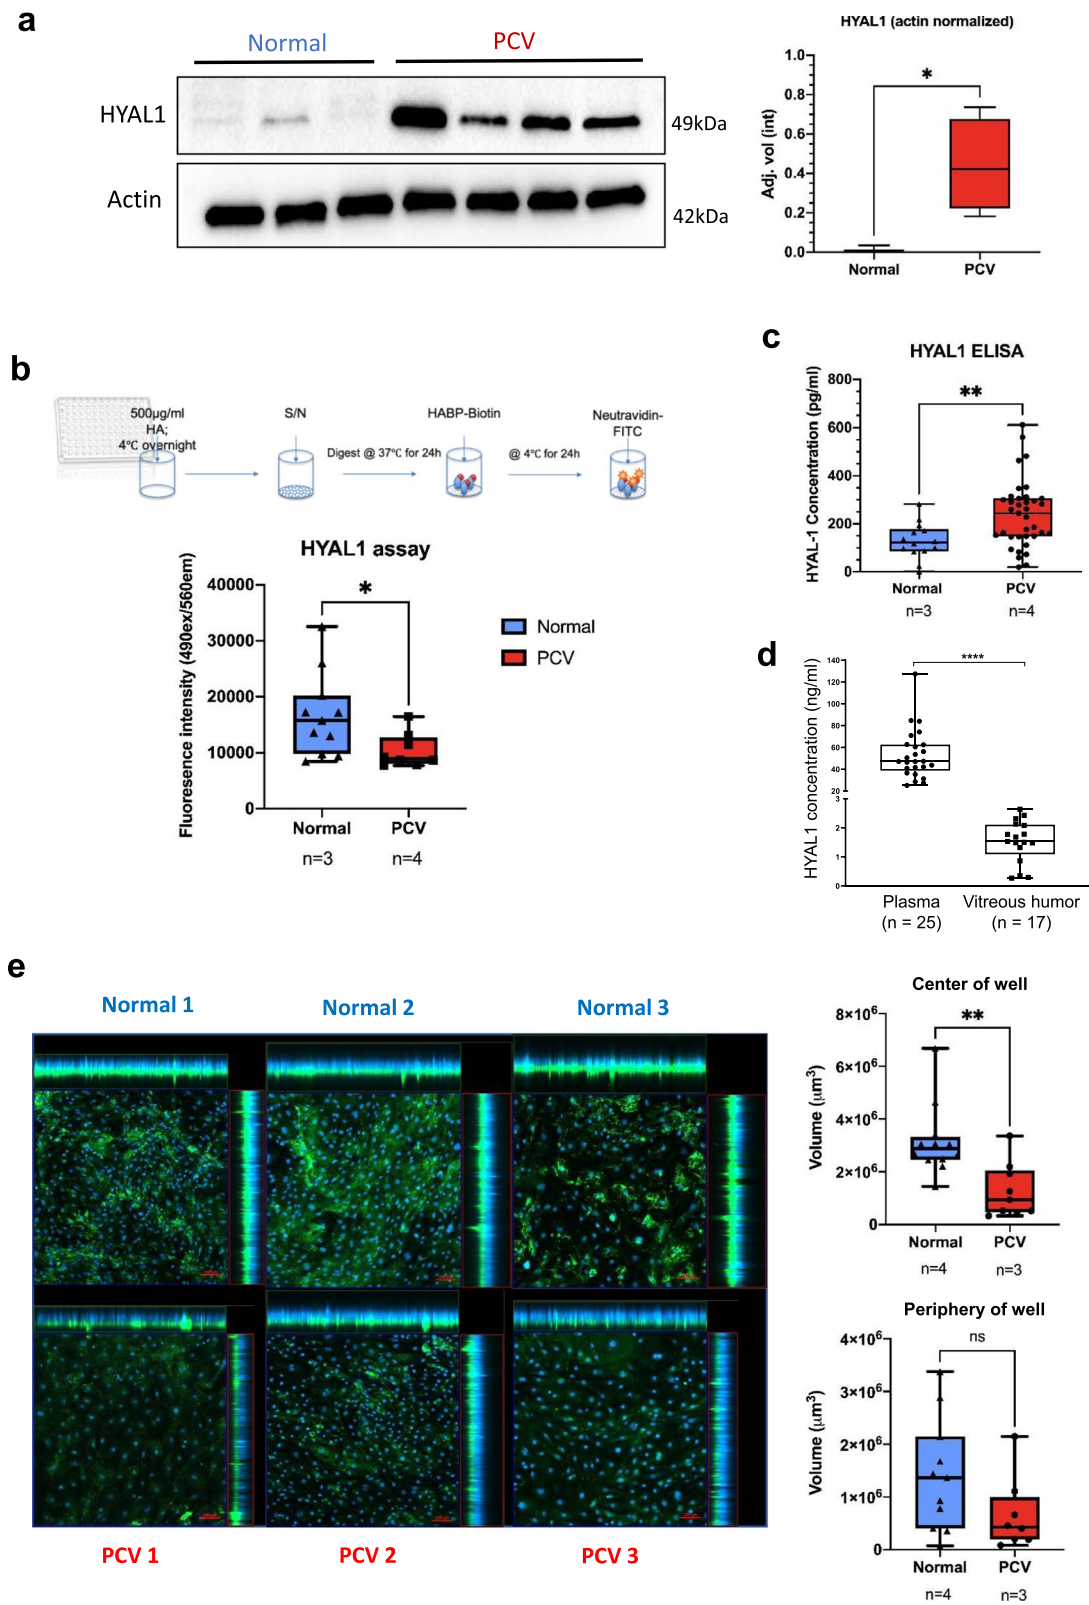 a
Normal
PCV
HYAL1
49kDa
Actin
42kDa
HYAL1 (actin normalized)
Adj. vol (int)
1.0
0.8
0.6
0.4
0.2
0.0
*
Normal
PCV
b
500µg/ml
HA;
4℃ overnight
S/N
Digest @ 37℃ for 24h
HABP-Biotin
@ 4℃ for 24h
Neutravidin-
FITC
HYAL1 assay
Fluoresence intensity (490ex/560em)
40000
30000
20000
10000
0
*
Normal
PCV
n=3
n=4
Normal
PCV
c
HYAL1 ELISA
HYAL-1 Concentration (pg/ml)
800
600
400
200
0
**
Normal
PCV
n=3
n=4
d
HYAL1 concentration (ng/ml)
140
120
100
80
60
40
20
3
2
1
0
****
Plasma
(n = 25)
Vitreous humor
(n = 17)
e
Normal 1
Normal 2
Normal 3
PCV 1
PCV 2
PCV 3
Center of well
Volume (µm³)
8×10⁶
6×10⁶
4×10⁶
2×10⁶
0
**
Normal
PCV
n=4
n=3
Periphery of well
Volume (µm³)
4×10⁶
3×10⁶
2×10⁶
1×10⁶
0
ns
Normal
PCV
n=4
n=3